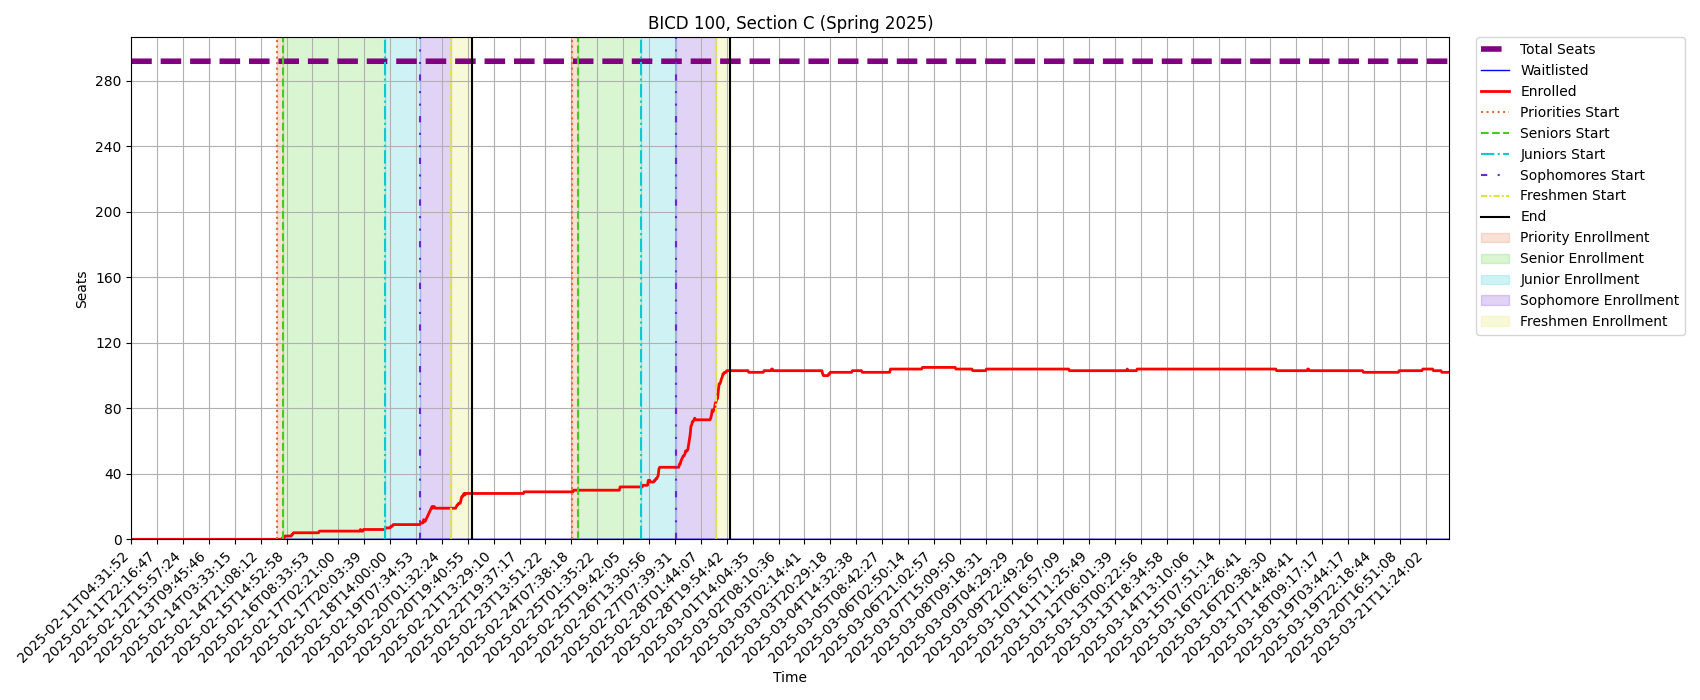 BICD 100, Section C (Spring 2025)
Seats
280
240
200
160
120
80
40
0
2025-02-11T04:31:52
2025-02-11T22:16:47
2025-02-12T15:57:24
2025-02-13T09:45:46
2025-02-14T03:33:15
2025-02-14T21:08:12
2025-02-15T14:52:58
2025-02-16T08:33:53
2025-02-17T02:21:00
2025-02-17T20:03:39
2025-02-18T14:00:00
2025-02-19T07:34:53
2025-02-20T01:32:24
2025-02-20T19:40:55
2025-02-21T13:29:10
2025-02-22T19:37:17
2025-02-23T13:51:22
2025-02-24T07:38:18
2025-02-25T01:35:22
2025-02-25T19:42:05
2025-02-26T13:30:56
2025-02-27T07:39:31
2025-02-28T01:44:07
2025-02-28T19:54:42
2025-03-01T14:04:35
2025-03-02T08:10:36
2025-03-03T02:14:41
2025-03-03T20:29:18
2025-03-04T14:32:38
2025-03-05T08:42:27
2025-03-06T02:50:14
2025-03-06T21:02:57
2025-03-07T15:09:50
2025-03-08T09:18:31
2025-03-09T04:29:29
2025-03-09T22:49:26
2025-03-10T16:57:09
2025-03-11T11:25:49
2025-03-12T06:01:39
2025-03-13T00:22:56
2025-03-13T18:34:58
2025-03-14T13:10:06
2025-03-15T07:51:14
2025-03-16T02:26:41
2025-03-16T20:38:30
2025-03-17T14:48:41
2025-03-18T09:17:17
2025-03-19T03:44:17
2025-03-19T22:18:44
2025-03-20T16:51:08
2025-03-21T11:24:02
Time
Total Seats
Waitlisted
Enrolled
Priorities Start
Seniors Start
Juniors Start
Sophomores Start
Freshmen Start
End
Priority Enrollment
Senior Enrollment
Junior Enrollment
Sophomore Enrollment
Freshmen Enrollment